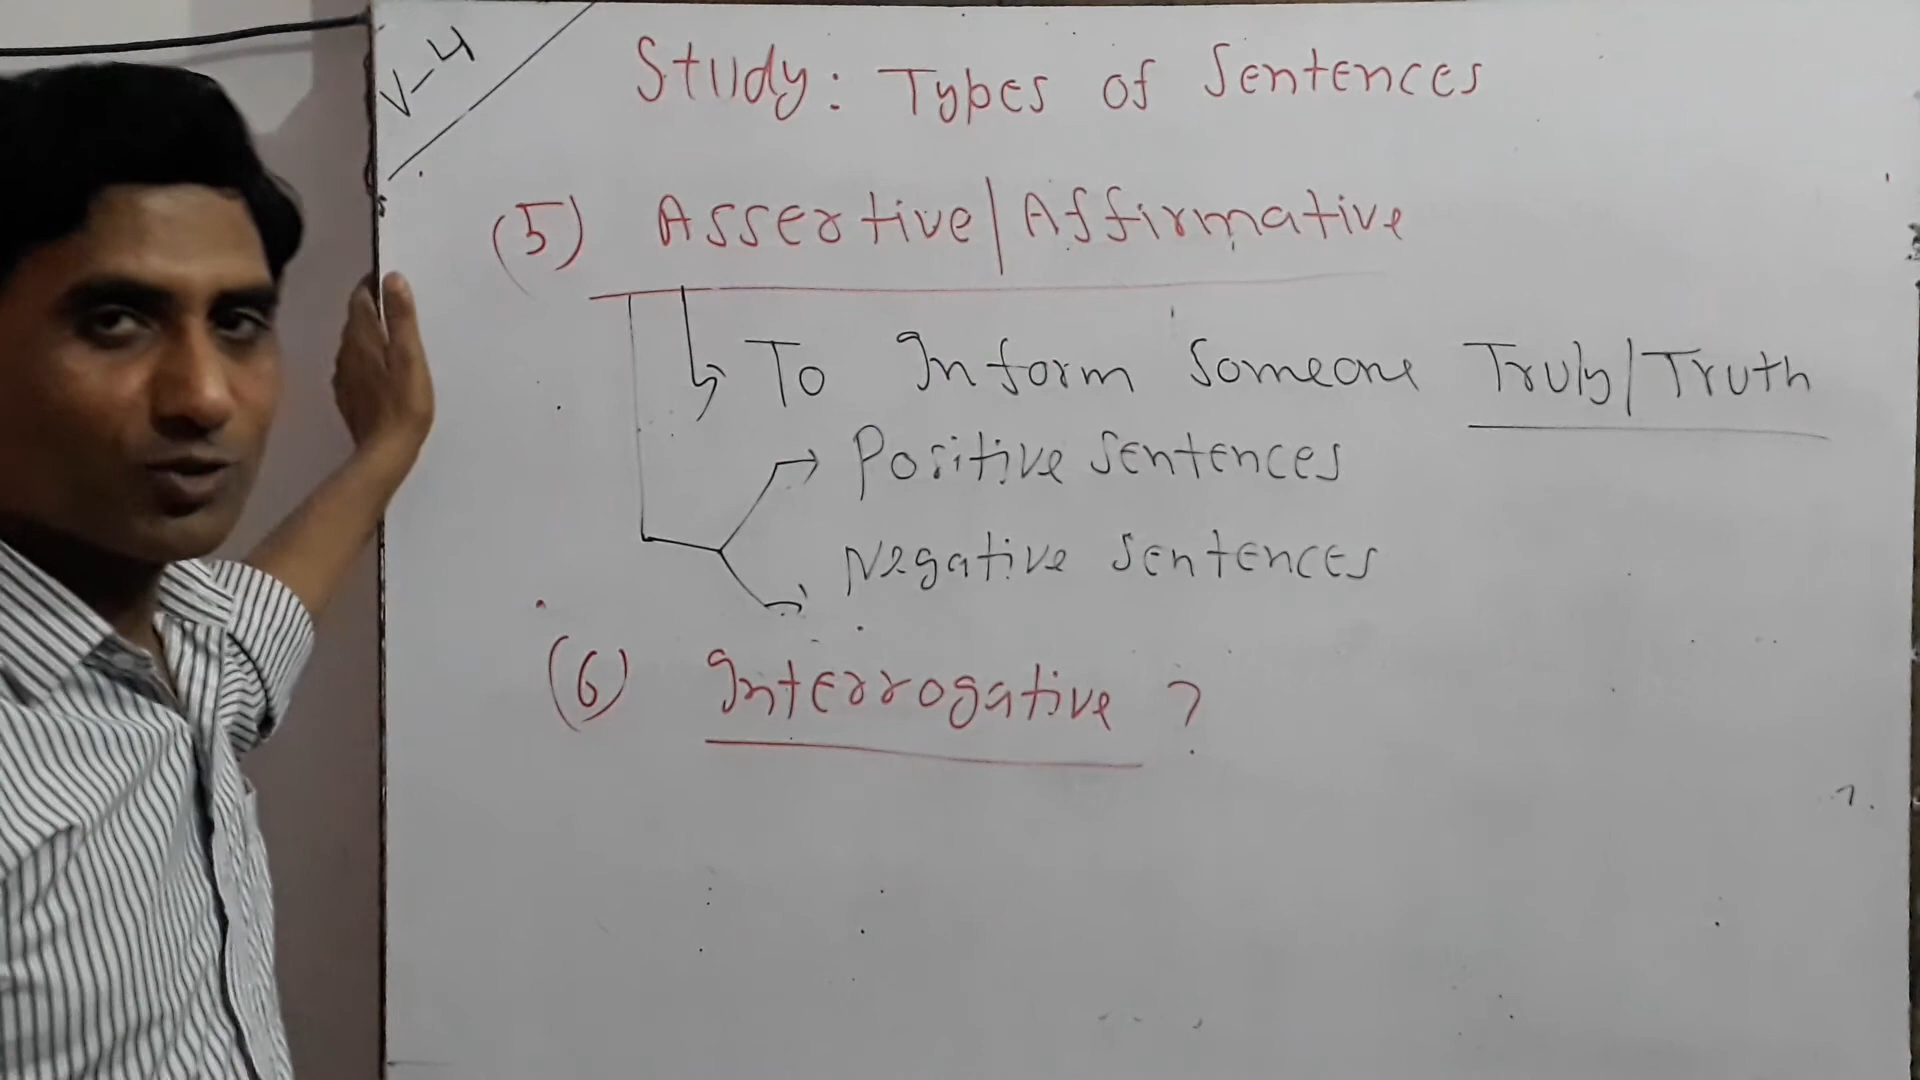 V-4
Study: Types of Sentences
(5) Assertive/Affirmative
To Inform Someone Truly/Truth
Positive Sentences
Negative Sentences
(6) Interrogative ?